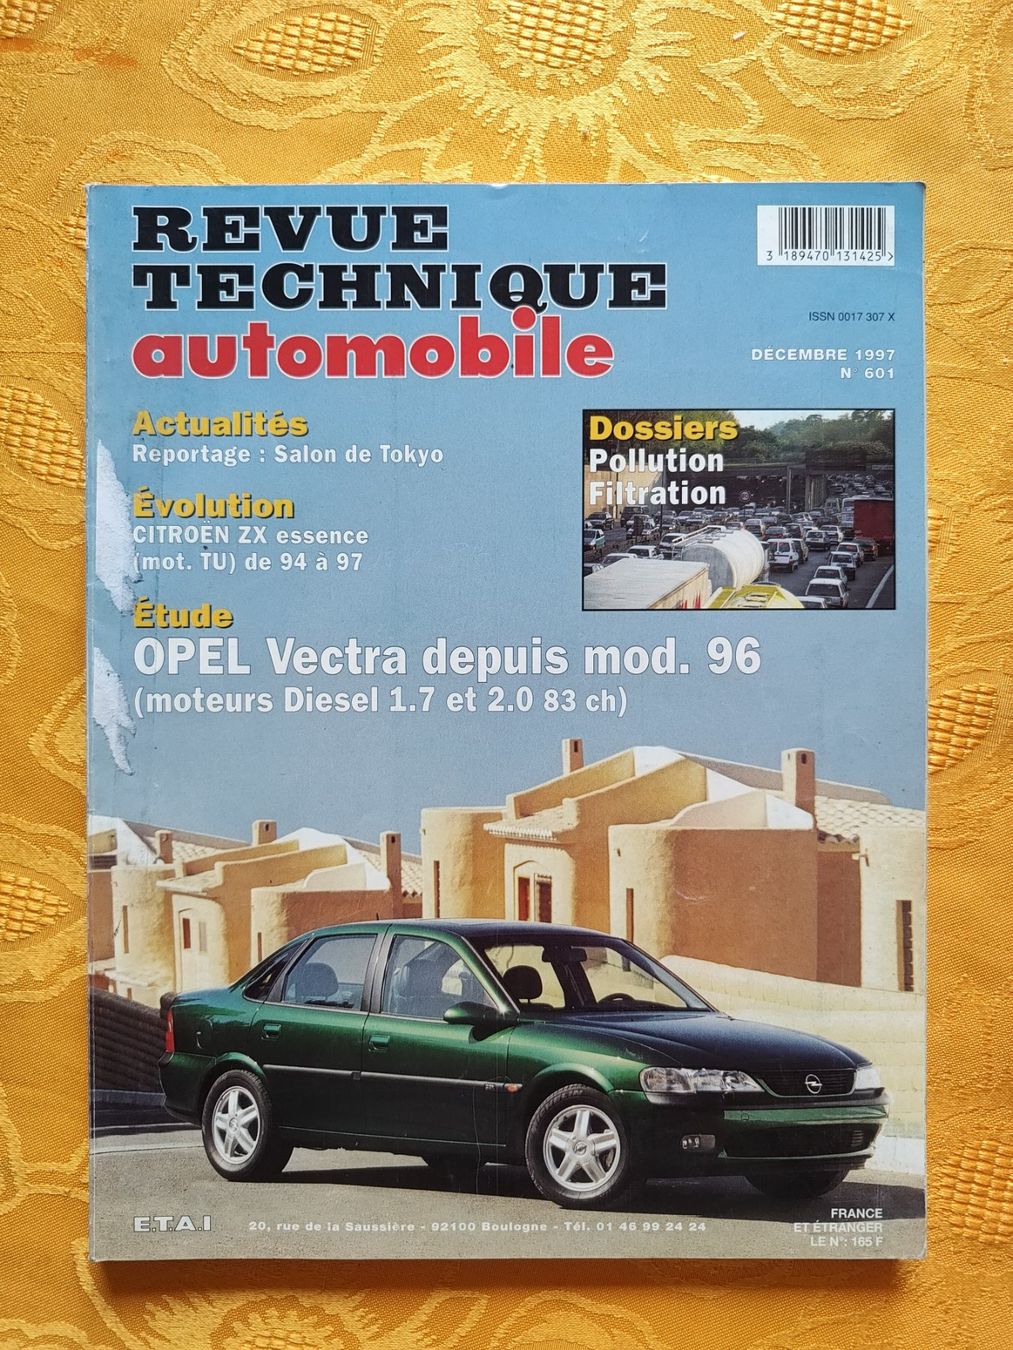 REVUE
TECHNIQUE
automobile
3 189470 131425 >
ISSN 0017 307 X
DÉCEMBRE 1997
N° 601
Actualités
Reportage : Salon de Tokyo
Évolution
CITROËN ZX essence
(mot. TU) de 94 à 97
Dossiers
Pollution
Filtration
Étude
OPEL Vectra depuis mod. 96
(moteurs Diesel 1.7 et 2.0 83 ch)
E.T.A.I
20, rue de la Saussière - 92100 Boulogne - Tél. 01 46 99 24 24
FRANCE
ET ÉTRANGER
LE N°: 165 F